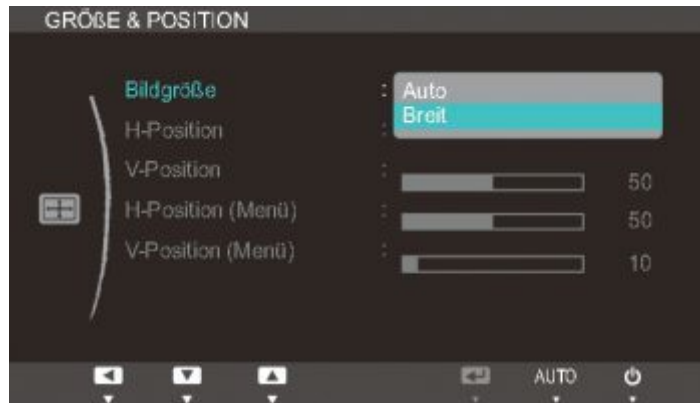 GRÖßE & POSITION
Bildgröße : Auto
Breit
H-Position :
V-Position : 50
H-Position (Menü) : 50
V-Position (Menü) : 10
AUTO